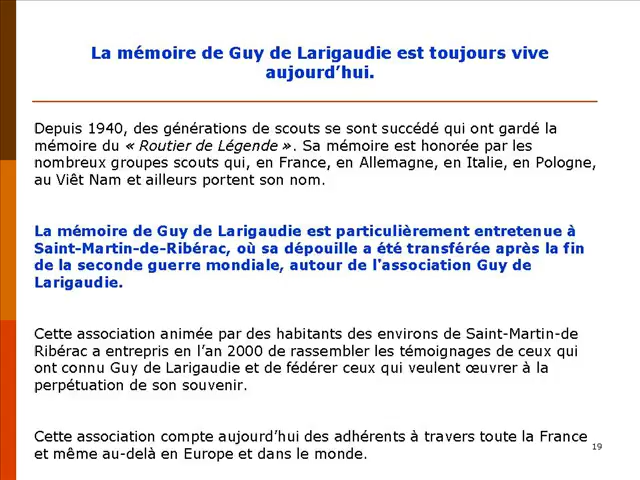 La mémoire de Guy de Larigaudie est toujours vive
aujourd’hui.
Depuis 1940, des générations de scouts se sont succédé qui ont gardé la
mémoire du « Routier de Légende ». Sa mémoire est honorée par les
nombreux groupes scouts qui, en France, en Allemagne, en Italie, en Pologne,
au Viêt Nam et ailleurs portent son nom.
La mémoire de Guy de Larigaudie est particulièrement entretenue à
Saint-Martin-de-Ribérac, où sa dépouille a été transférée après la fin
de la seconde guerre mondiale, autour de l'association Guy de
Larigaudie.
Cette association animée par des habitants des environs de Saint-Martin-de
Ribérac a entrepris en l’an 2000 de rassembler les témoignages de ceux qui
ont connu Guy de Larigaudie et de fédérer ceux qui veulent œuvrer à la
perpétuation de son souvenir.
Cette association compte aujourd’hui des adhérents à travers toute la France
et même au-delà en Europe et dans le monde.
19